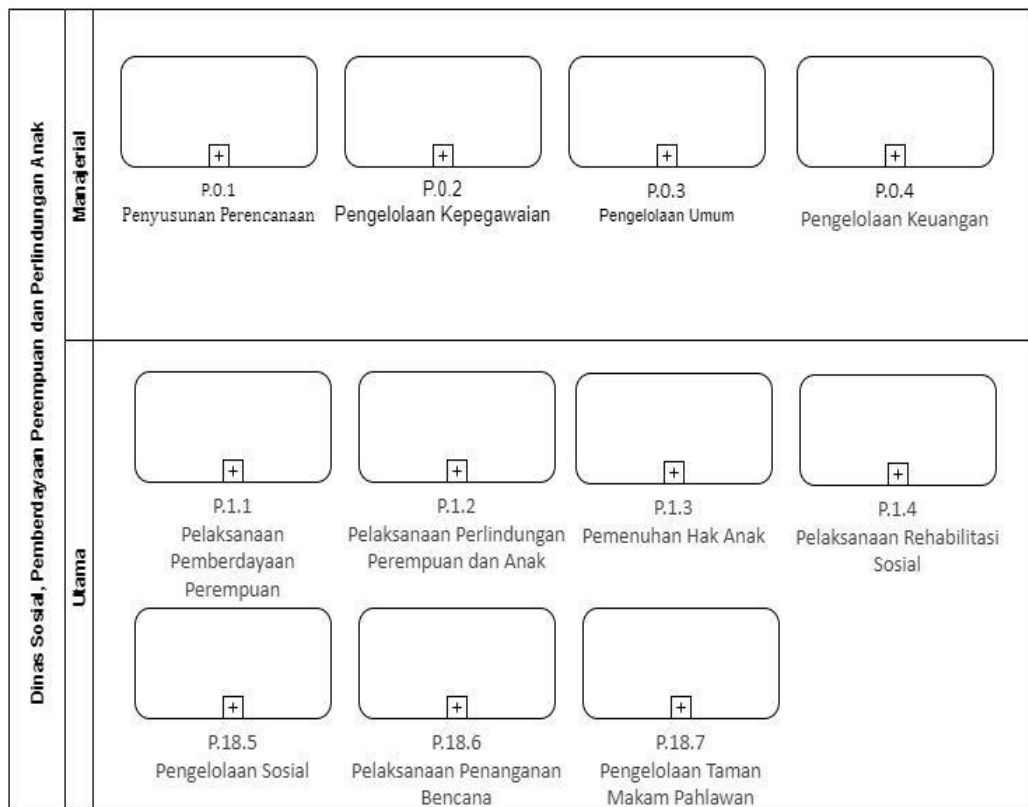 Dinas Sosial, Pemberdayaan Perempuan dan Perlindungan Anak
Manajerial
P.0.1
Penyusunan Perencanaan
P.0.2
Pengelolaan Kepegawaian
P.0.3
Pengelolaan Umum
P.0.4
Pengelolaan Keuangan
Utama
P.1.1
Pelaksanaan
Pemberdayaan
Perempuan
P.1.2
Pelaksanaan Perlindungan
Perempuan dan Anak
P.1.3
Pemenuhan Hak Anak
P.1.4
Pelaksanaan Rehabilitasi
Sosial
P.18.5
Pengelolaan Sosial
P.18.6
Pelaksanaan Penanganan
Bencana
P.18.7
Pengelolaan Taman
Makam Pahlawan